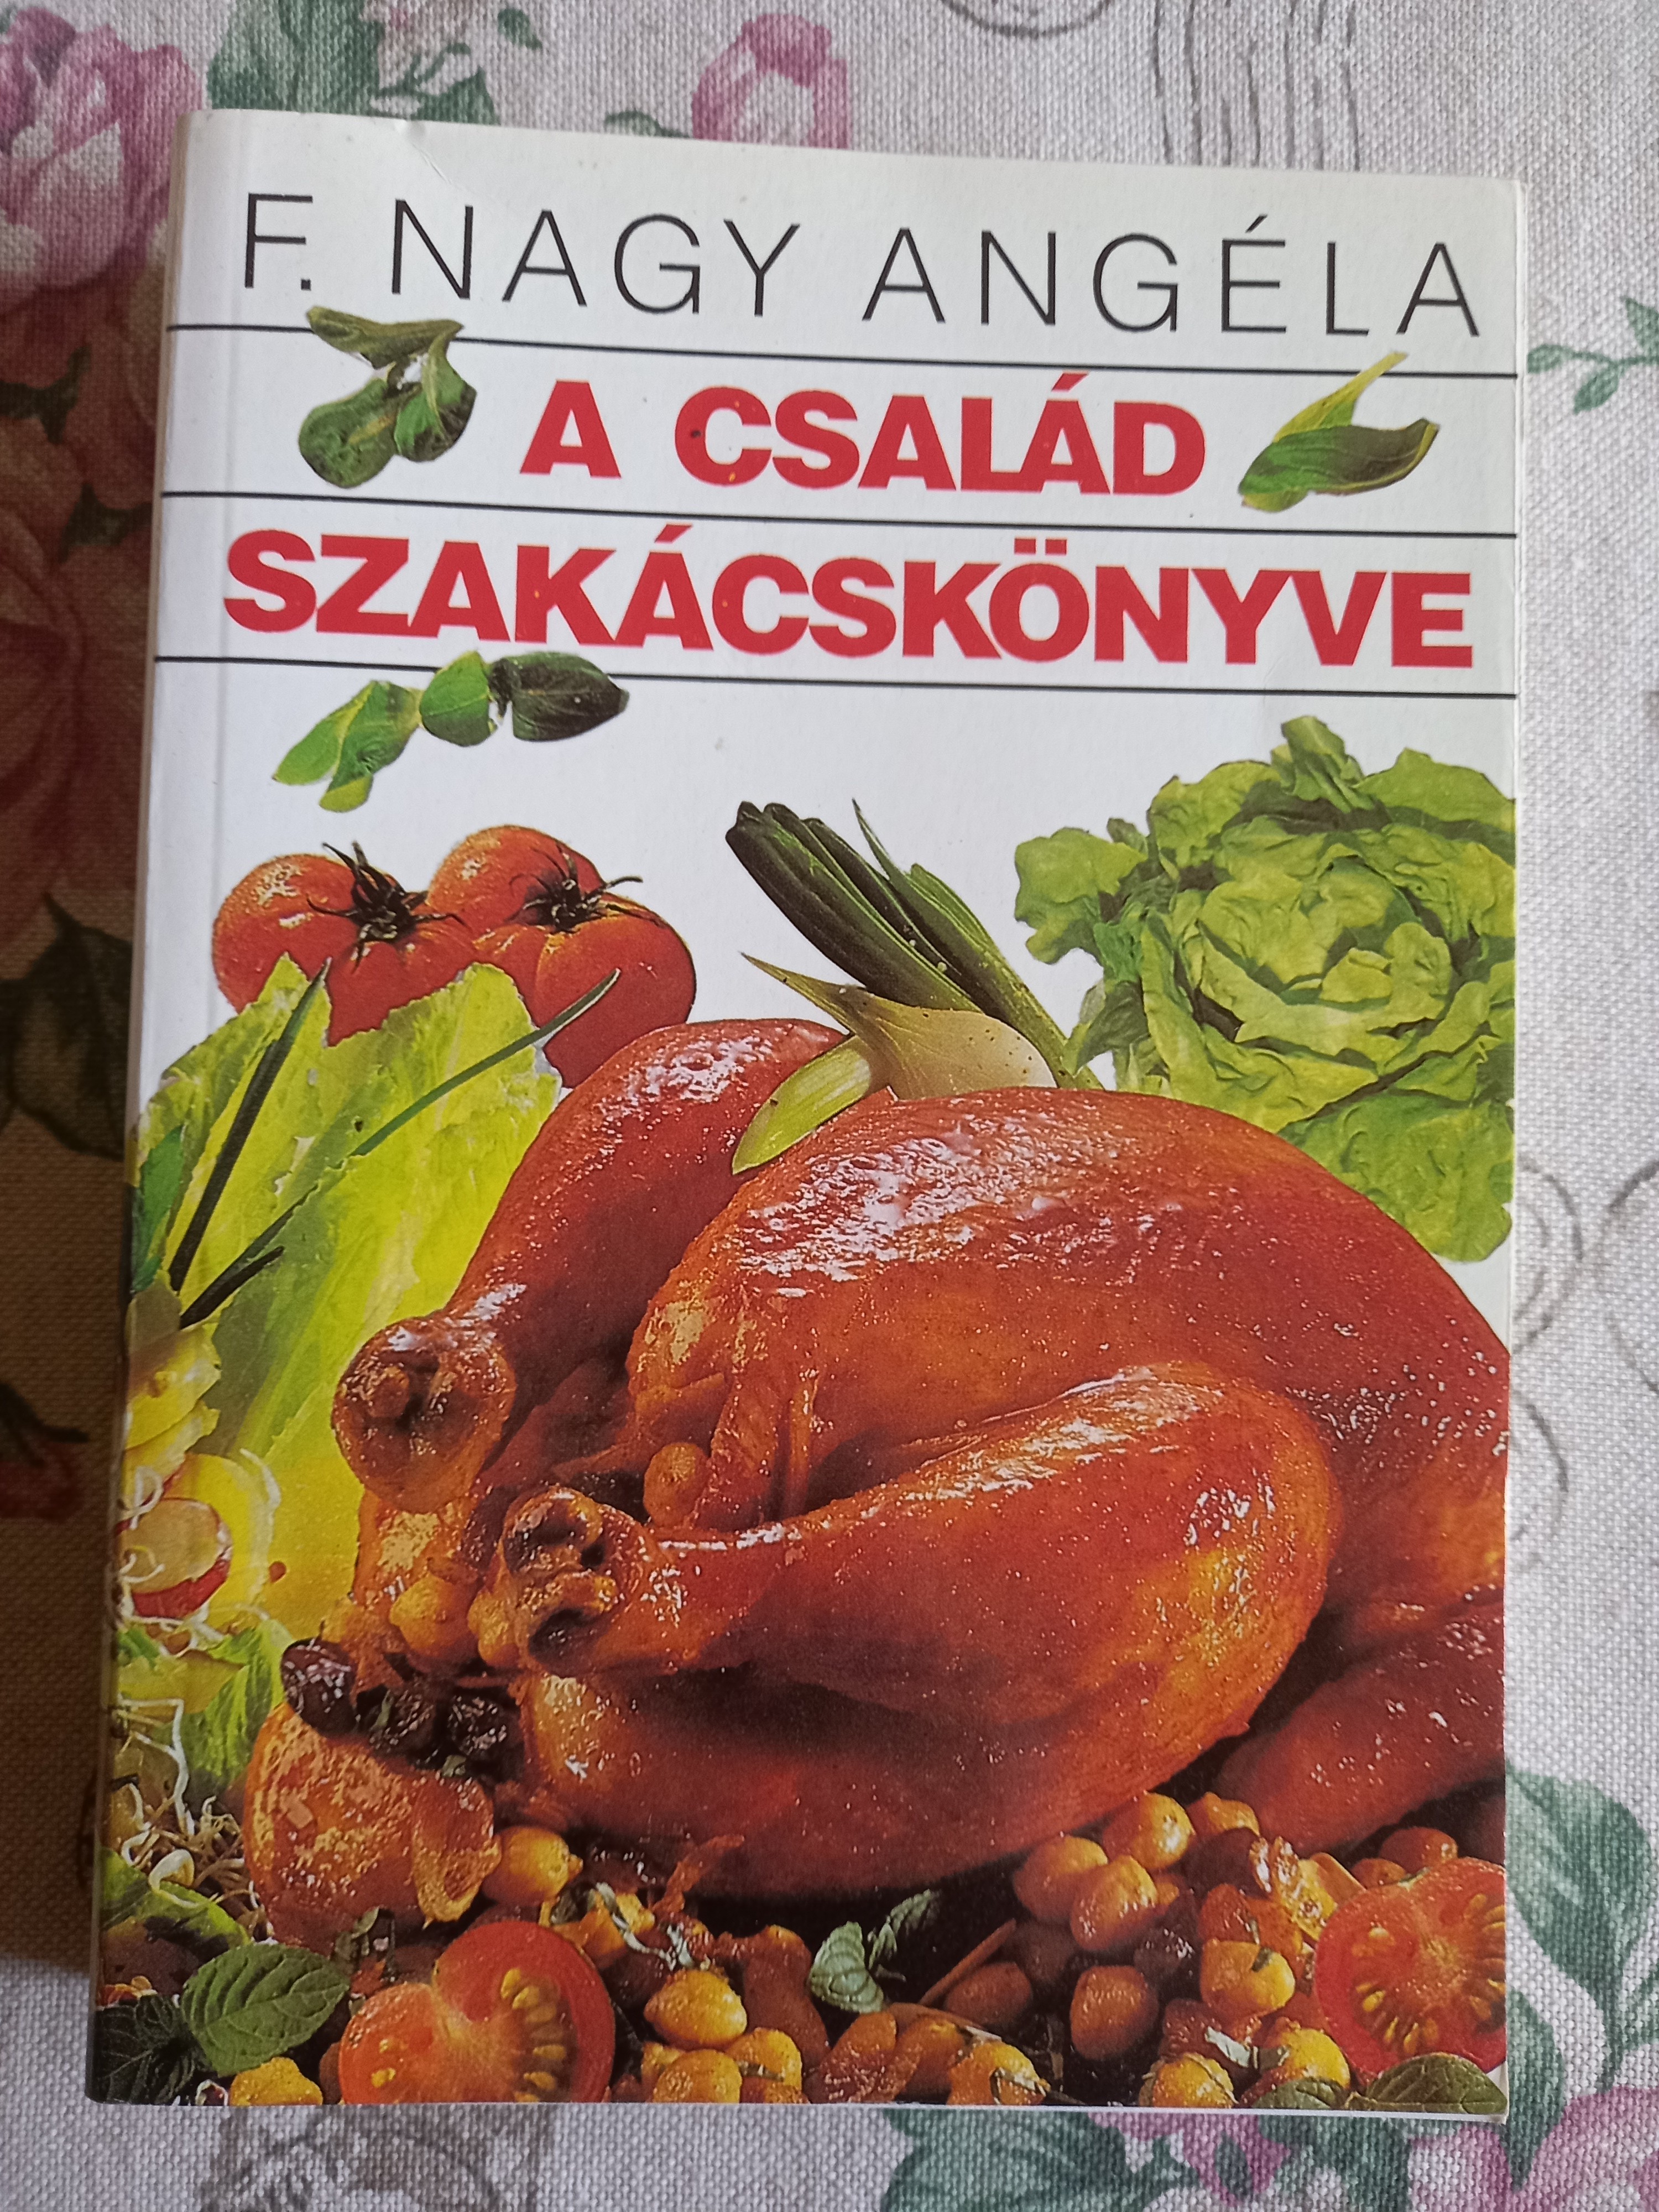 F. NAGY ANGÉLA
A CSALÁD
SZAKÁCSKÖNYVE